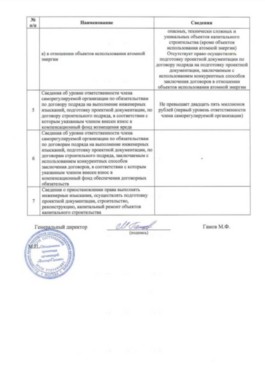 №
п/п
Наименование
Сведения
опасных, технически сложных и
уникальных объектов капитального
строительства (кроме объектов
использования атомной энергии)
в) в отношении объектов использования атомной
энергии
Отсутствует право осуществлять
подготовку проектной документации по
договору подряда на подготовку проектной
документации, заключаемым с
использованием конкурентных способов
заключения договоров в отношении
объектов использования атомной энергии
5
Сведения об уровне ответственности члена
саморегулируемой организации по обязательствам
по договору подряда на выполнение инженерных
изысканий, подготовку проектной документации, по
договору строительного подряда, в соответствии с
которым указанным членом внесен взнос в
компенсационный фонд возмещения вреда
Не превышает двадцать пять миллионов
рублей (первый уровень ответственности
члена саморегулируемой организации)
6
Сведения об уровне ответственности члена
саморегулируемой организации по обязательствам
по договорам подряда на выполнение инженерных
изысканий, подготовку проектной документации, по
договорам строительного подряда, заключаемым с
использованием конкурентных способов
заключения договоров, в соответствии с которым
указанным членом внесен взнос в
компенсационный фонд обеспечения договорных
обязательств
-
7
Сведения о приостановлении права выполнять
инженерные изыскания, осуществлять подготовку
проектной документации, строительство,
реконструкцию, капитальный ремонт объектов
капитального строительства
-
Генеральный директор
(подпись)
Ганов М.Ф.
М.П.